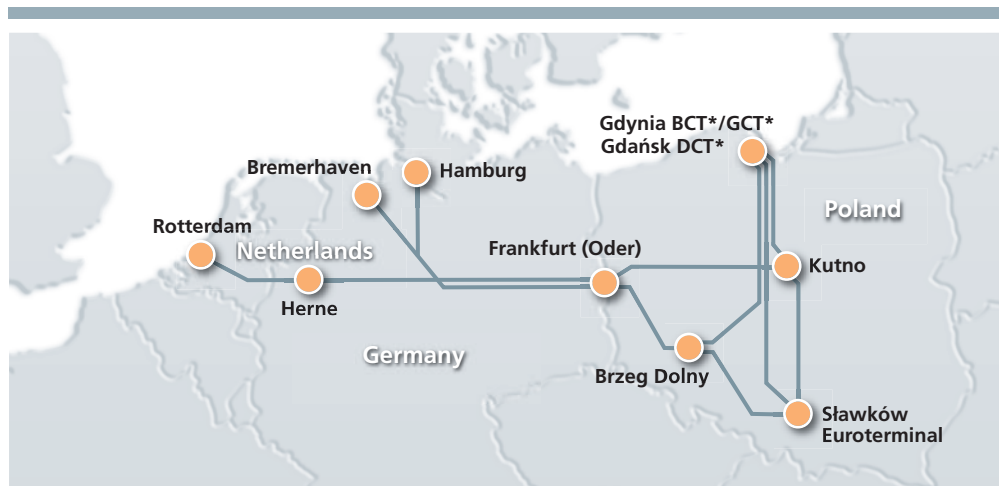 Gdynia BCT*/GCT*
Gdańsk DCT*
Bremerhaven
Hamburg
Poland
Rotterdam
Netherlands
Frankfurt (Oder)
Kutno
Herne
Germany
Brzeg Dolny
Sławków
Euroterminal